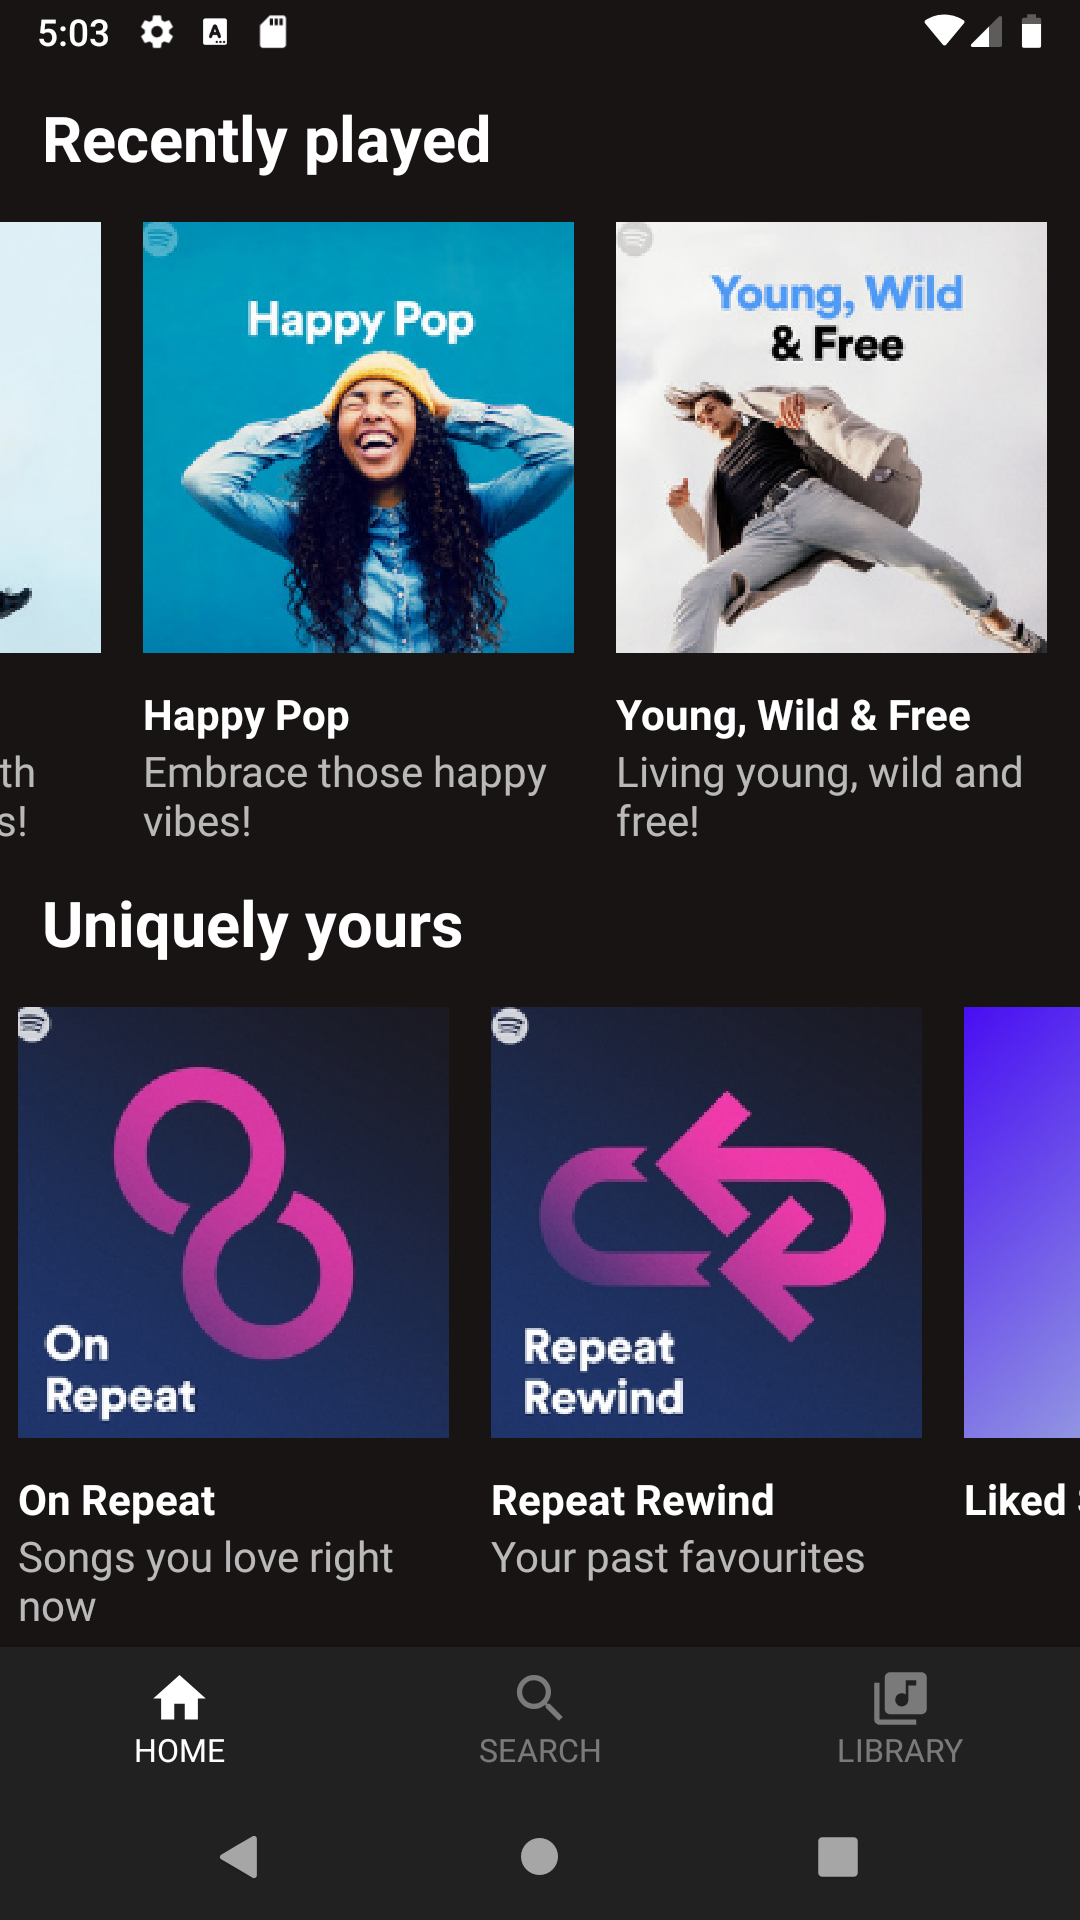 5:03
Recently played
Happy Pop
Young, Wild
& Free
Happy Pop
Young, Wild & Free
th
Embrace those happy
Living young, wild and
s!
vibes!
free!
Uniquely yours
On
Repeat
Repeat
Rewind
On Repeat
Repeat Rewind
Liked
Songs you love right
Your past favourites
now
HOME
SEARCH
LIBRARY